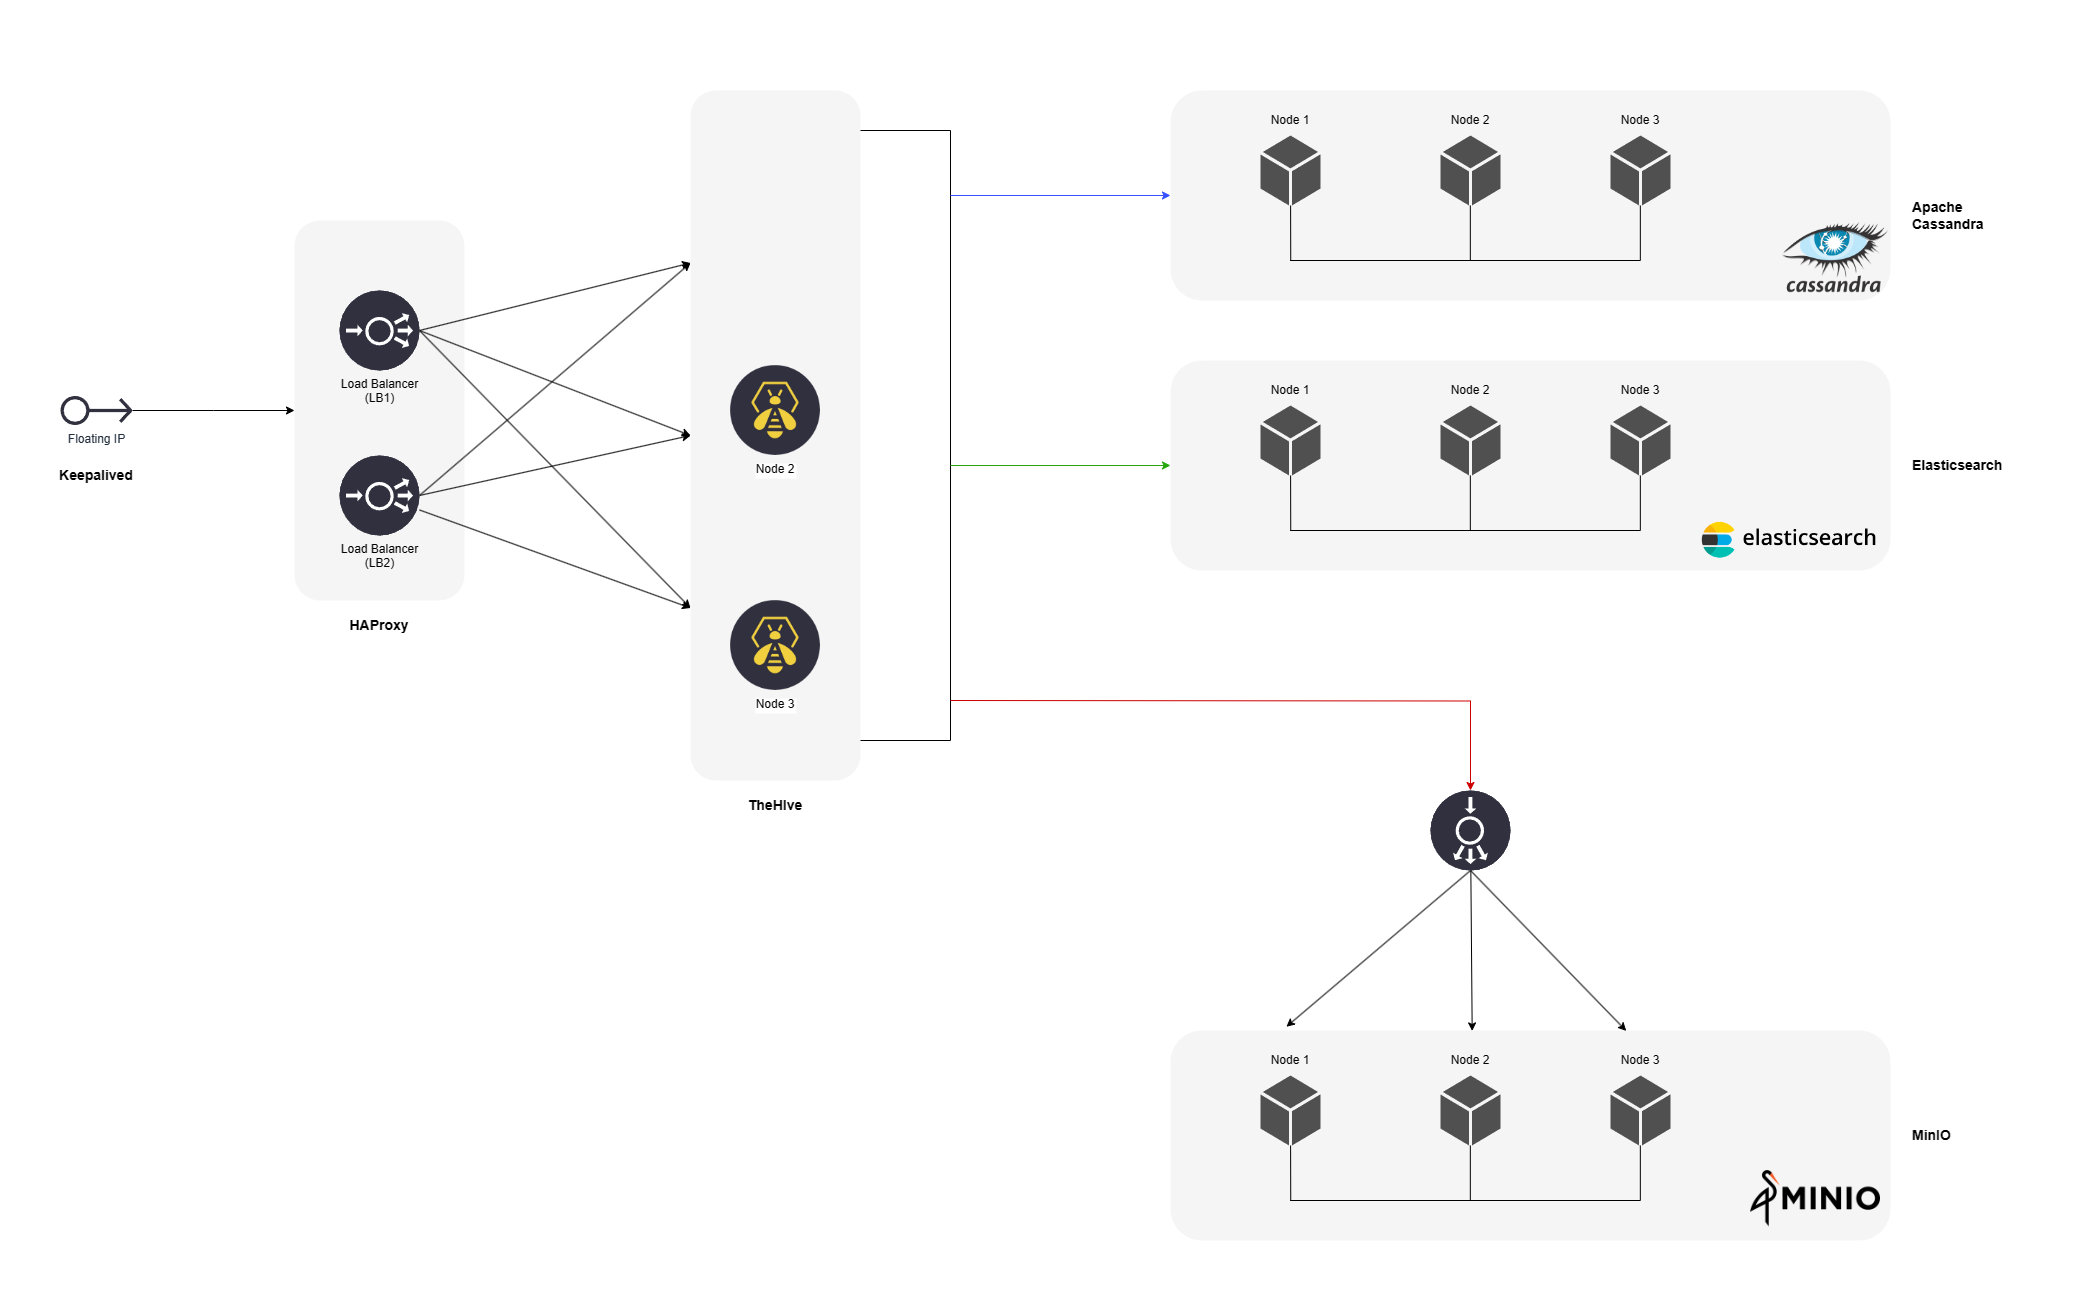 Floating IP
Keepalived
Load Balancer
(LB1)
Load Balancer
(LB2)
HAProxy
Node 2
Node 3
TheHIve
Node 1
Node 2
Node 3
cassandra
Apache
Cassandra
Node 1
Node 2
Node 3
elasticsearch
Elasticsearch
Node 1
Node 2
Node 3
MINIO
MinIO